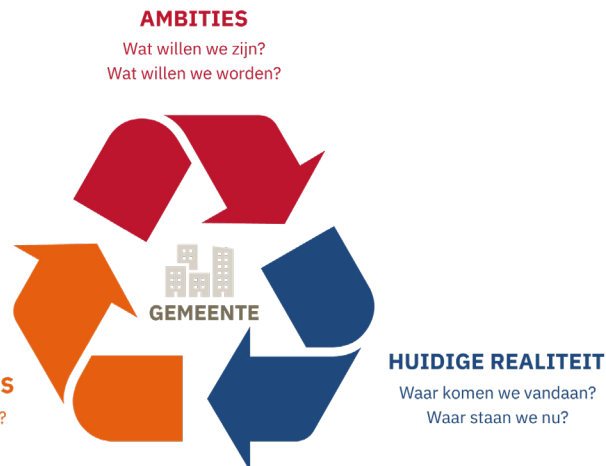 AMBITIES
Wat willen we zijn?
Wat willen we worden?
GEMEENTE
HUIDIGE REALITEIT
Waar komen we vandaan?
Waar staan we nu?
S
?